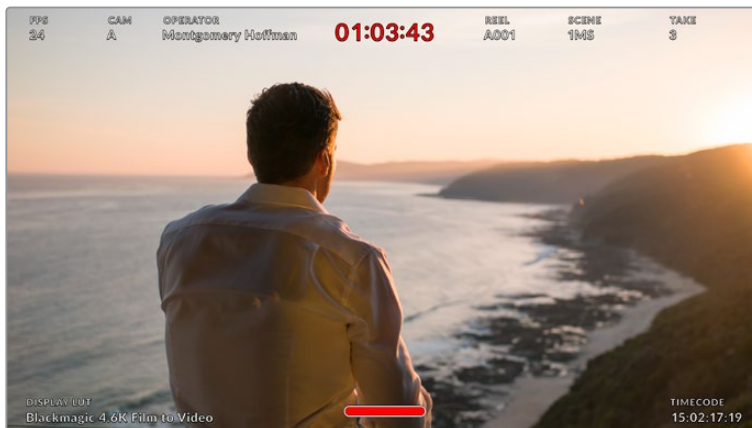 FPS CAM OPERATOR 01:03:43 REEL SCENE TAKE
24 A Montgomery Hoffman A001 1MS 3
DISPLAY LUT TIMECODE
Blackmagic 4.6K Film to Video 15:02:17:19